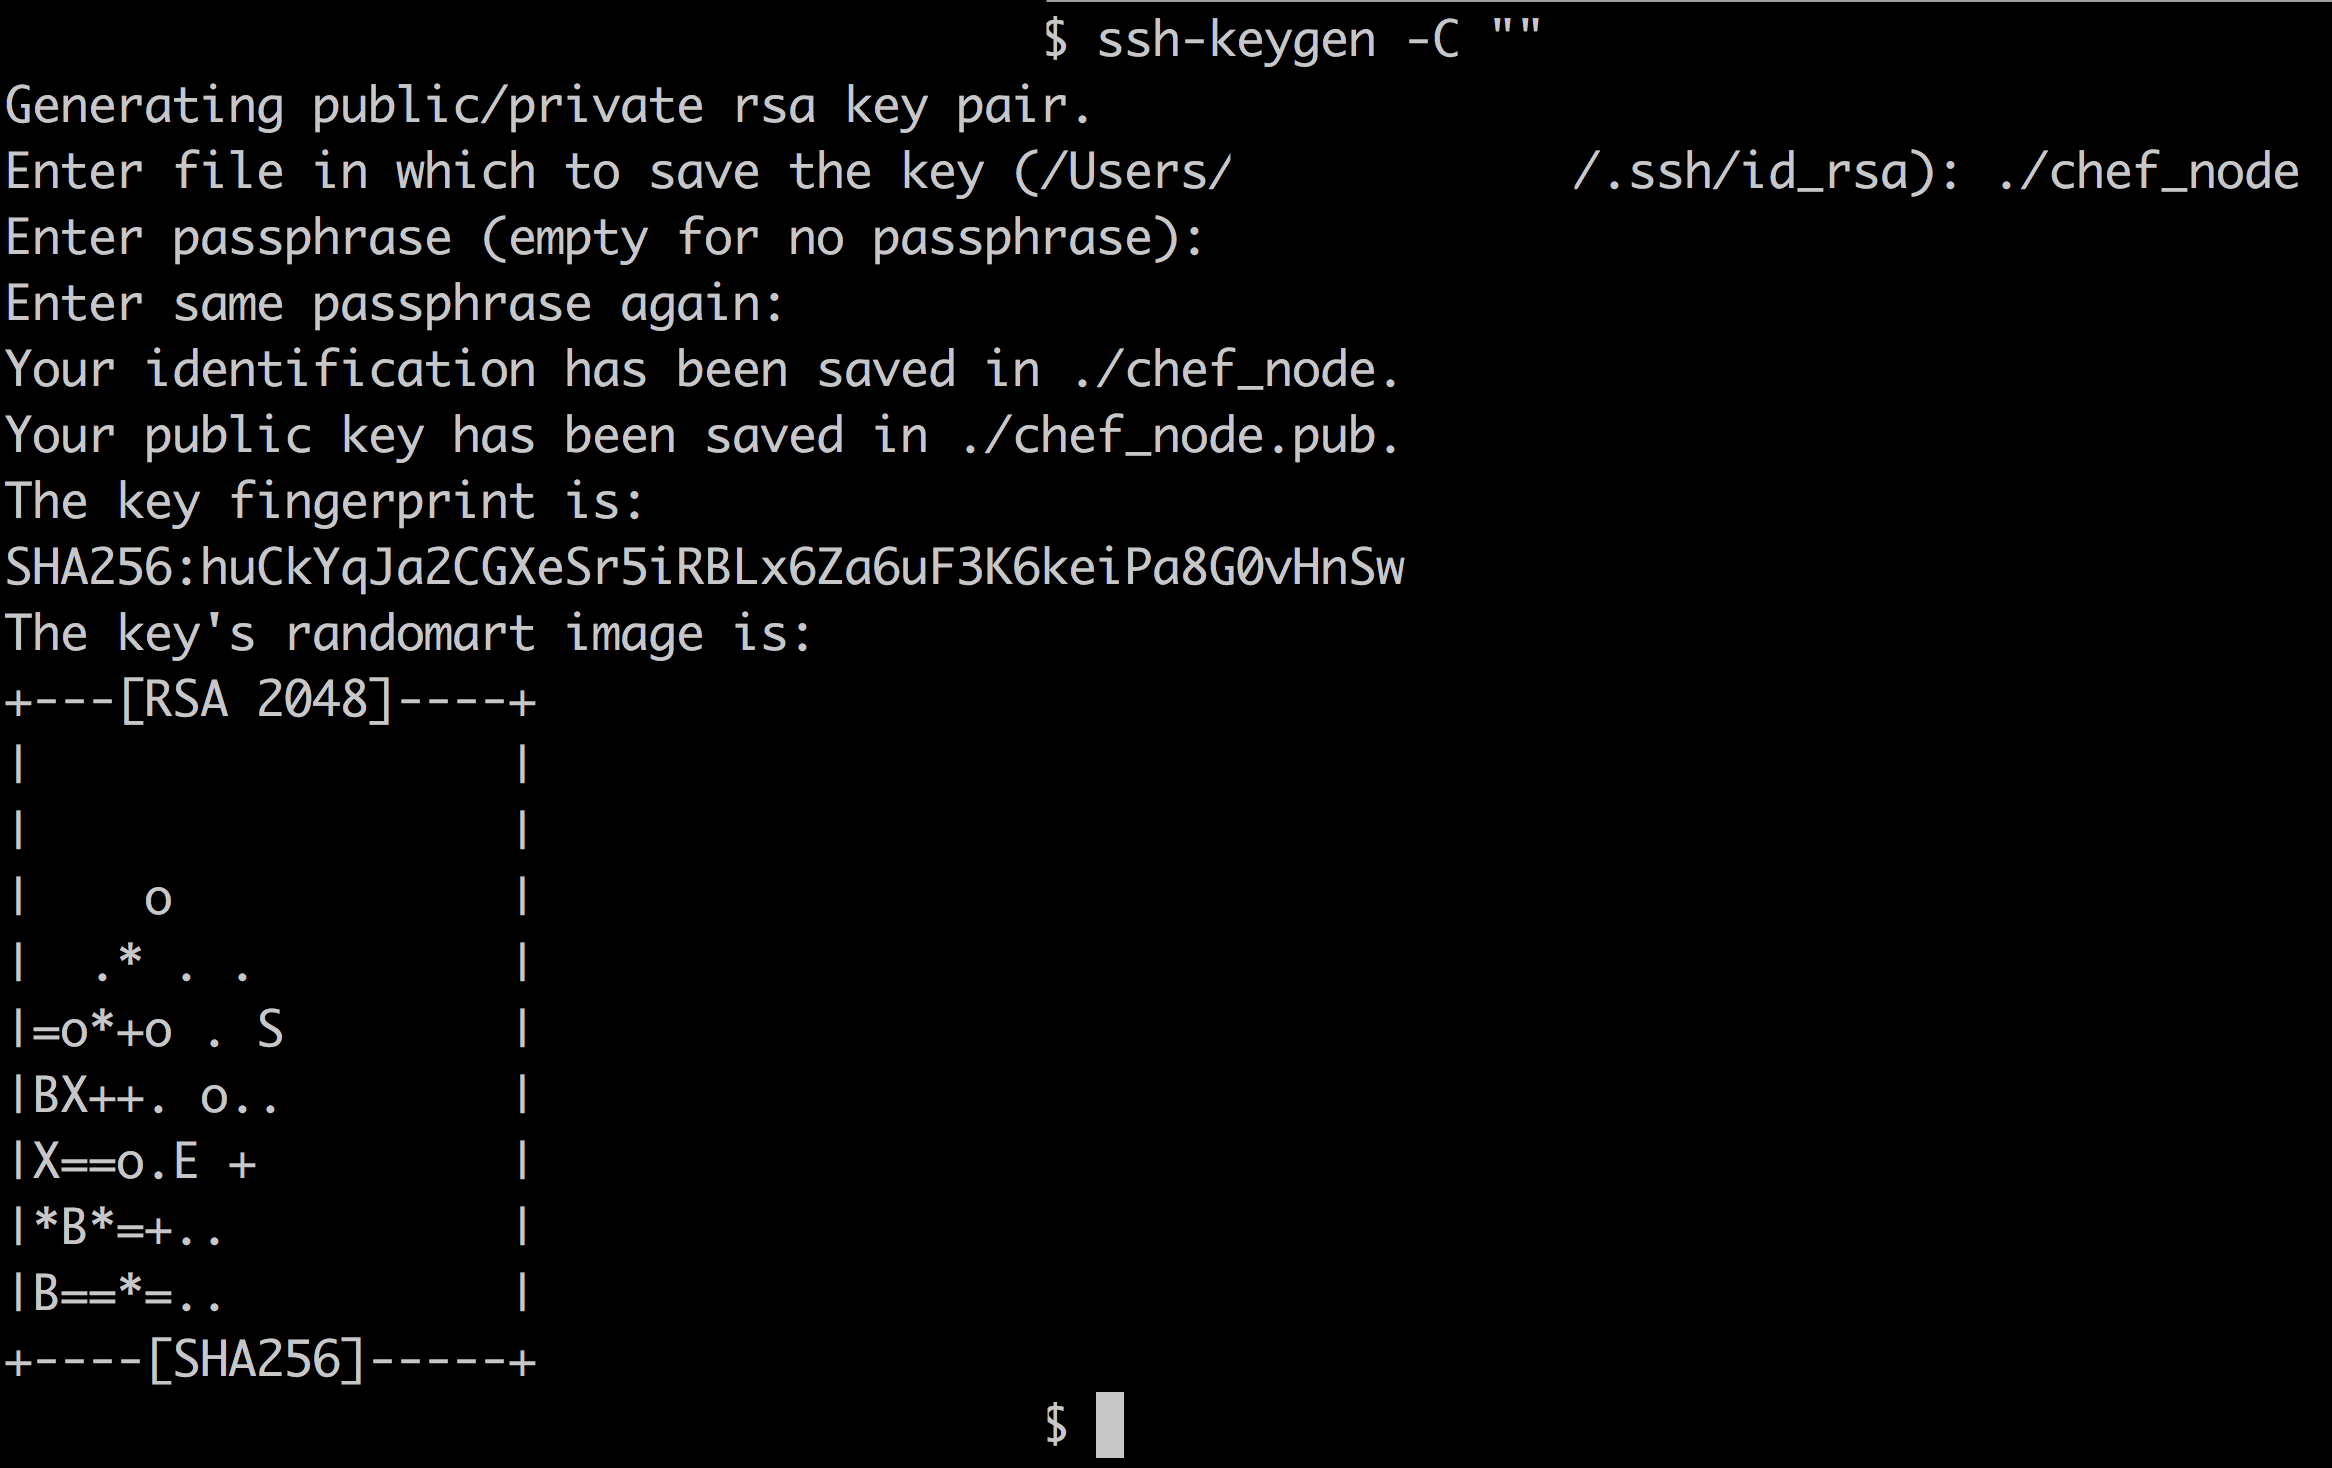 $ ssh-keygen -C ""
Generating public/private rsa key pair.
Enter file in which to save the key (/Users/            /.ssh/id_rsa): ./chef_node
Enter passphrase (empty for no passphrase):
Enter same passphrase again:
Your identification has been saved in ./chef_node.
Your public key has been saved in ./chef_node.pub.
The key fingerprint is:
SHA256:huCkYqJa2CGXeSr5iRBLx6Za6uF3K6keiPa8G0vHnSw
The key's randomart image is:
+---[RSA 2048]----+
|                 |
|                 |
|    o            |
|  .* . .         |
|=o*+o . S        |
|BX++. o..        |
|X==o.E +         |
|*B*=+..          |
|B==*=..          |
+----[SHA256]-----+
$